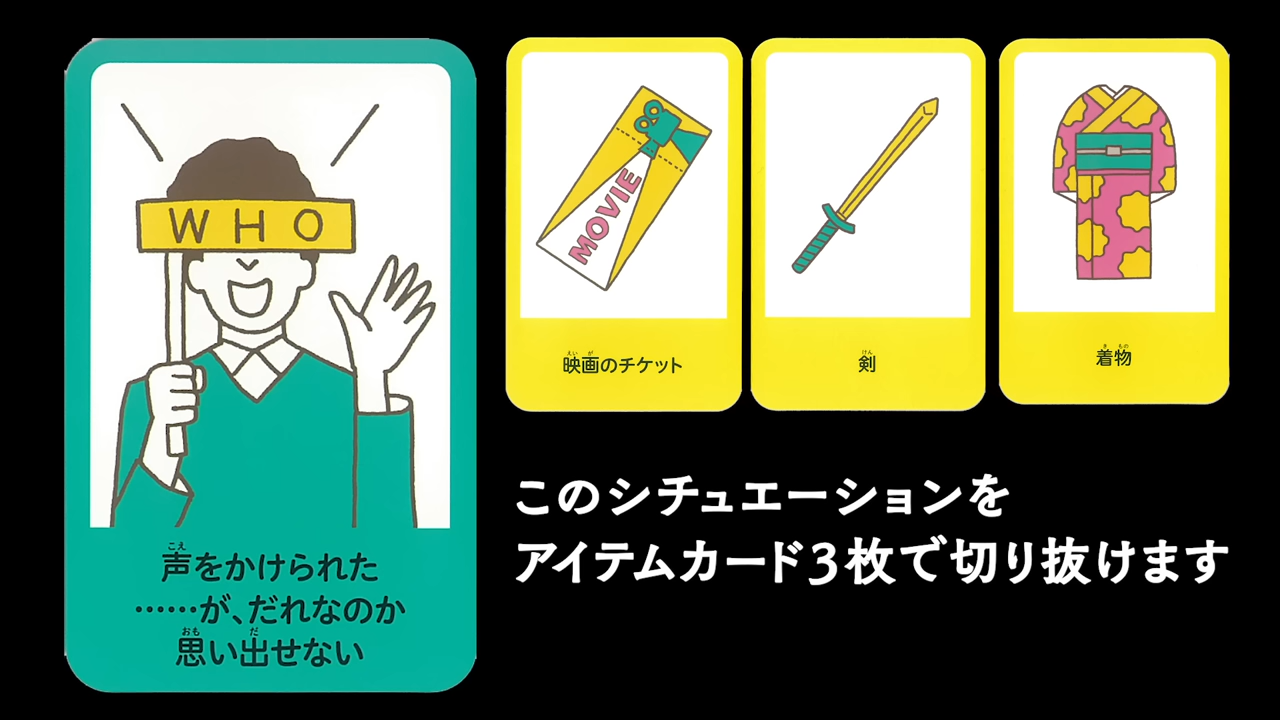 WHO
声をかけられた
……が、だれなのか
思い出せない
MOVIE
映画のチケット
剣
着物
このシチュエーションを
アイテムカード3枚で切り抜けます